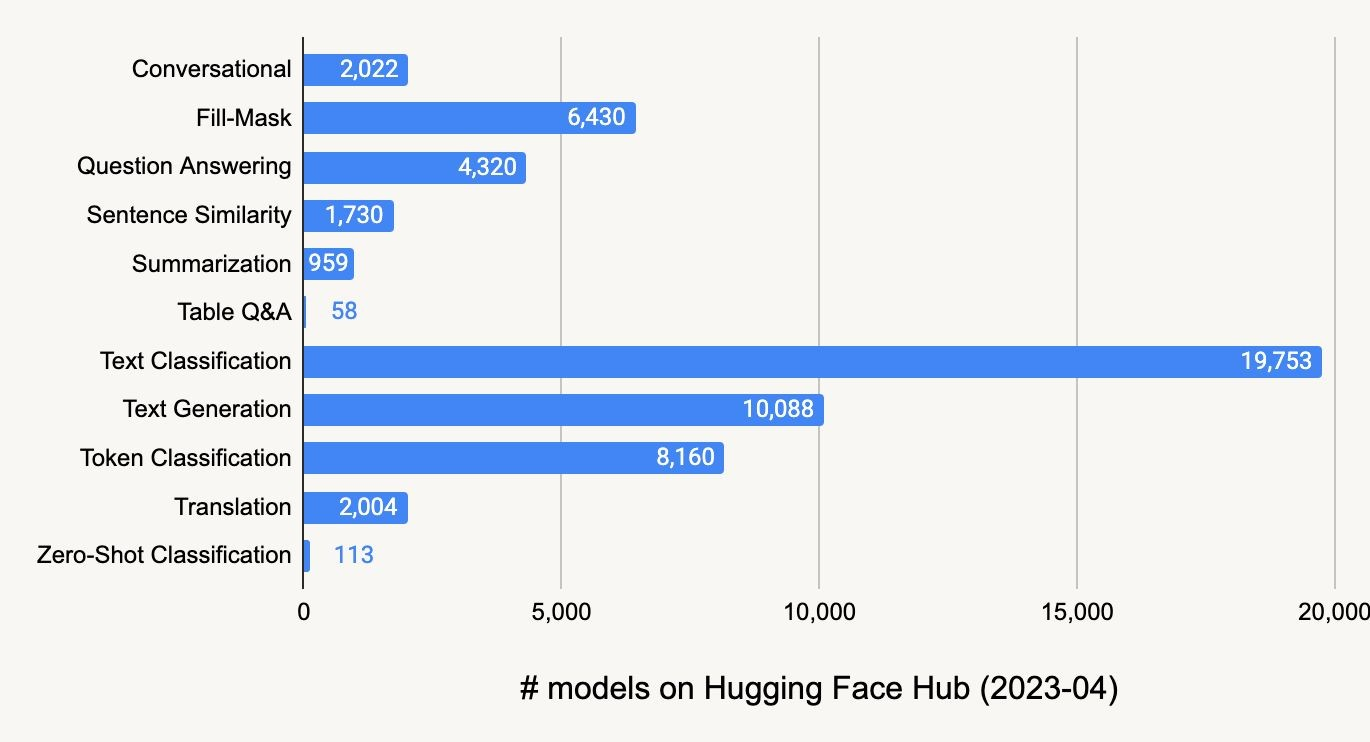 Conversational 2,022
Fill-Mask 6,430
Question Answering 4,320
Sentence Similarity 1,730
Summarization 959
Table Q&A 58
Text Classification 19,753
Text Generation 10,088
Token Classification 8,160
Translation 2,004
Zero-Shot Classification 113
0 5,000 10,000 15,000 20,000
# models on Hugging Face Hub (2023-04)